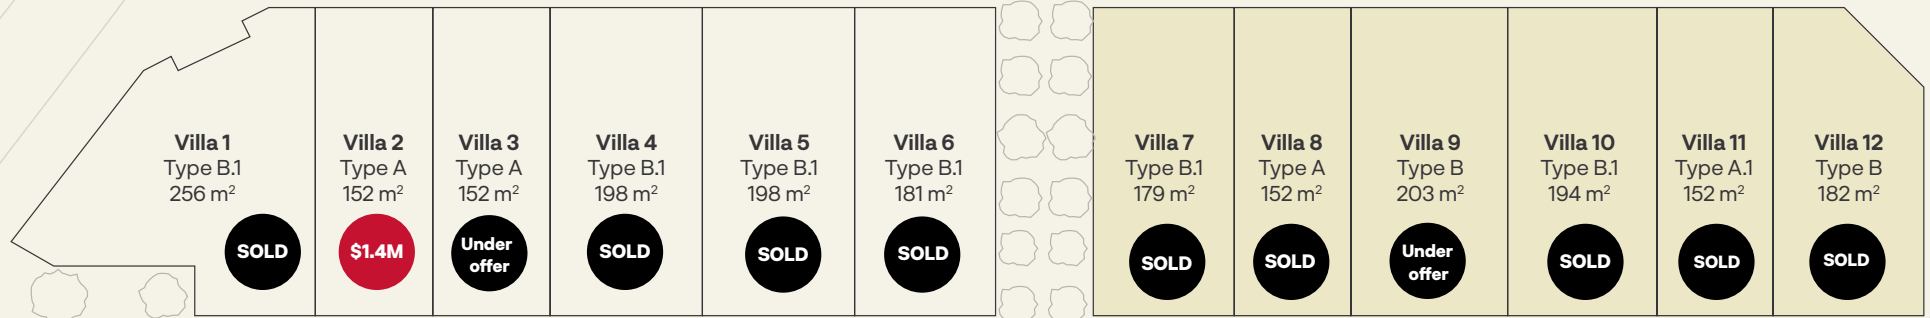 Villa 1
Type B.1
256 m²
SOLD
Villa 2
Type A
152 m²
$1.4M
Villa 3
Type A
152 m²
Under
offer
Villa 4
Type B.1
198 m²
SOLD
Villa 5
Type B.1
198 m²
SOLD
Villa 6
Type B.1
181 m²
SOLD
Villa 7
Type B.1
179 m²
SOLD
Villa 8
Type A
152 m²
SOLD
Villa 9
Type B
203 m²
Under
offer
Villa 10
Type B.1
194 m²
SOLD
Villa 11
Type A.1
152 m²
SOLD
Villa 12
Type B
182 m²
SOLD